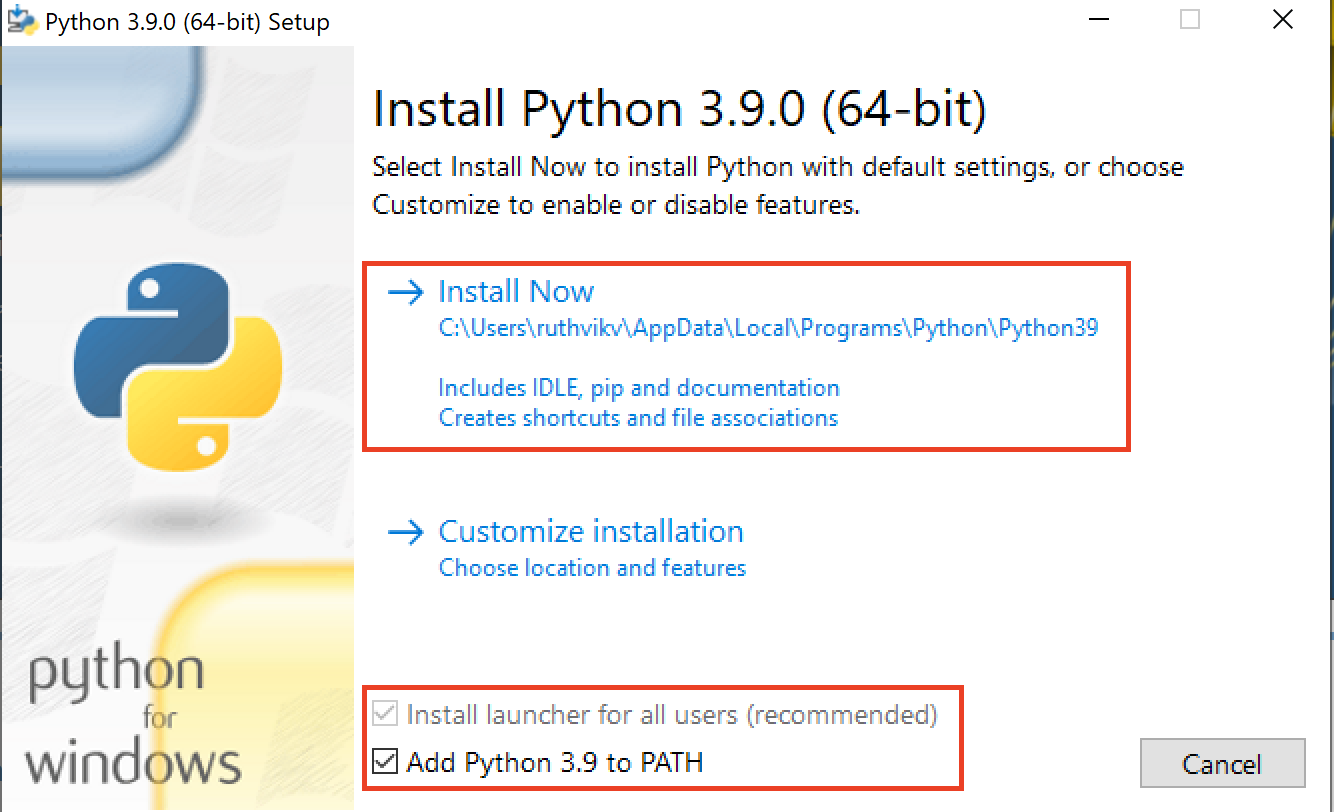 Python 3.9.0 (64-bit) Setup
Install Python 3.9.0 (64-bit)
Select Install Now to install Python with default settings, or choose
Customize to enable or disable features.
Install Now
C:\Users\ruthvikv\AppData\Local\Programs\Python\Python39
Includes IDLE, pip and documentation
Creates shortcuts and file associations
Customize installation
Choose location and features
python
for
windows
Install launcher for all users (recommended)
Add Python 3.9 to PATH
Cancel